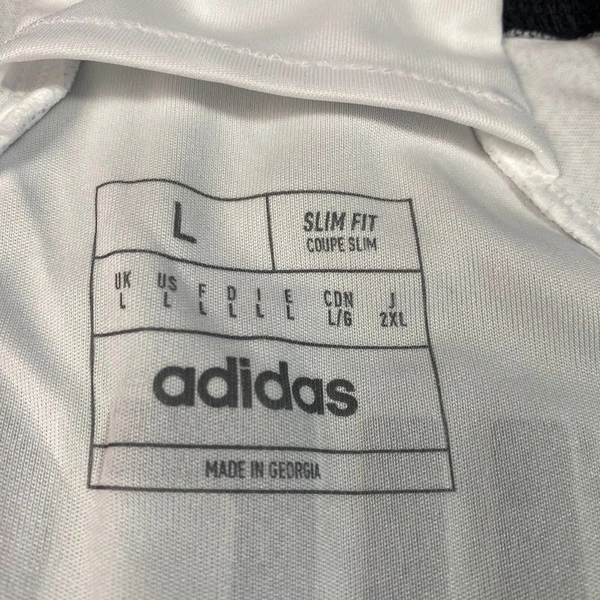 L
SLIM FIT
COUPE SLIM
UK US F D I E CDN J
L L L L L L L/G 2XL
adidas
MADE IN GEORGIA